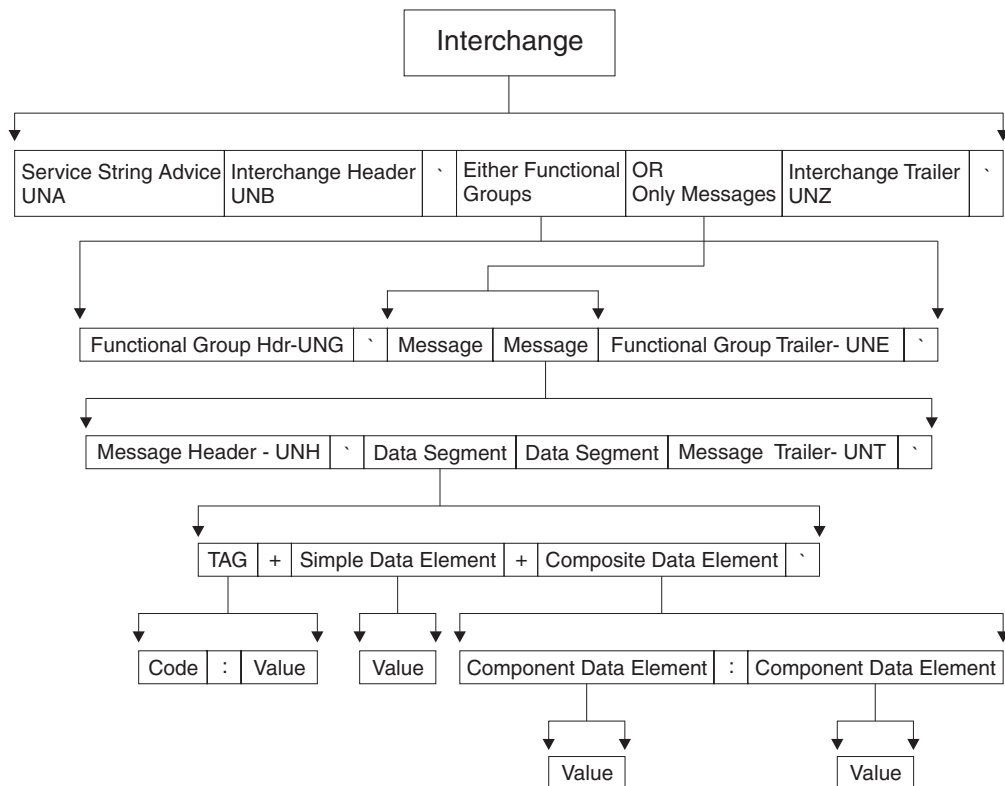 Interchange
Service String Advice
UNA
Interchange Header
UNB
`
Either Functional
Groups
OR
Only Messages
Interchange Trailer
UNZ
`
Functional Group Hdr-UNG ` Message Message Functional Group Trailer- UNE `
Message Header - UNH ` Data Segment Data Segment Message Trailer- UNT `
TAG + Simple Data Element + Composite Data Element `
Code : Value
Value
Component Data Element : Component Data Element
Value
Value